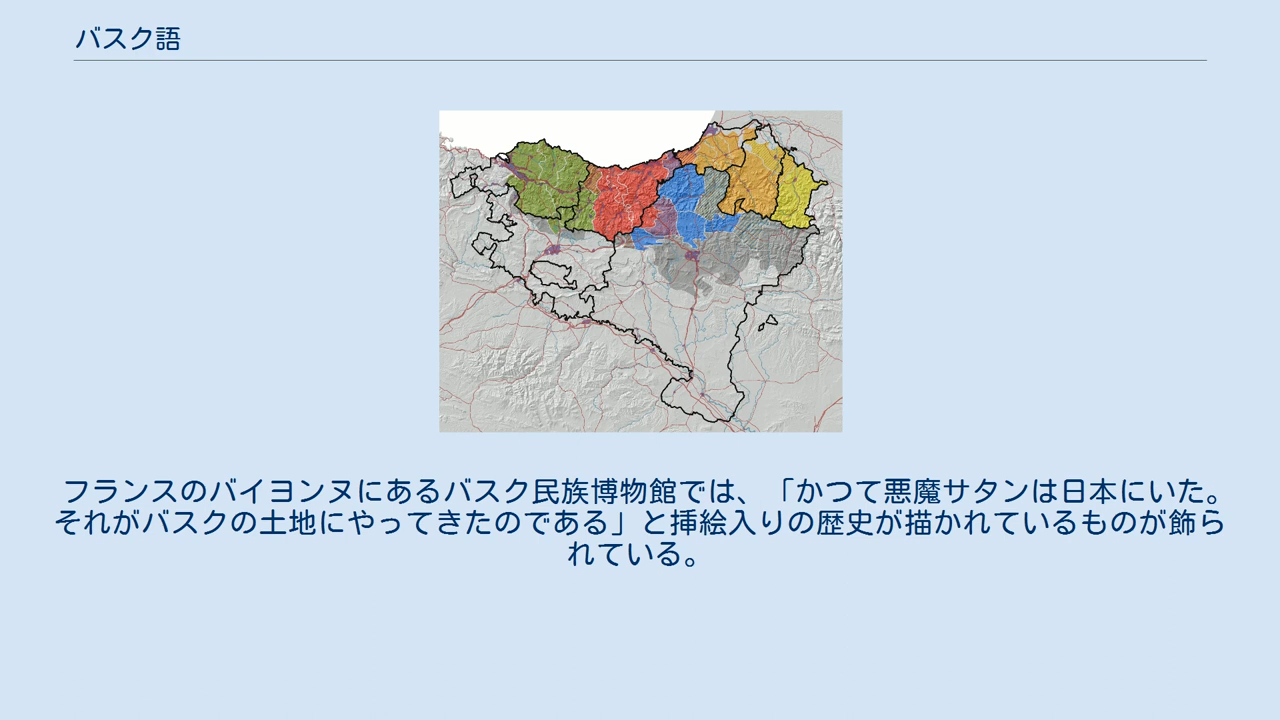 バスク語
フランスのバイヨンヌにあるバスク民族博物館では、「かつて悪魔サタンは日本にいた。
それがバスクの土地にやってきたのである」と挿絵入りの歴史が描かれているものが飾ら
れている。